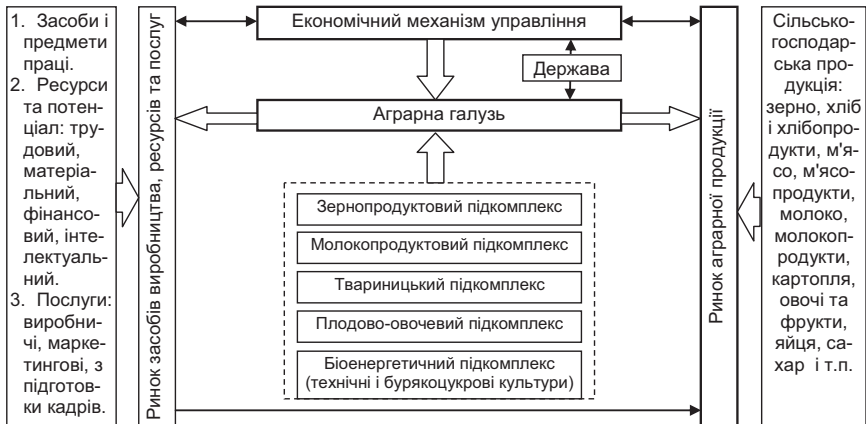 1. Засоби і
предмети
праці.
2. Ресурси
та потен-
ціал: тру-
довий,
матеріа-
льний,
фінансо-
вий, інте-
лектуаль-
ний.
3. Послуги:
виробни-
чі, марке-
тингові, з
підготов-
ки кадрів.
Ринок засобів виробництва, ресурсів та послуг
Економічний механізм управління
Держава
Аграрна галузь
Зернопродуктовий підкомплекс
Молокопродуктовий підкомплекс
Твариницький підкомплекс
Плодово-овочевий підкомплекс
Біоенергетичний підкомплекс
(технічні і бурякоцукрові культури)
Ринок аграрної продукції
Сільсько-
господар-
ська про-
дукція:
зерно, хліб
і хлібопро-
дукти, м'я-
со, м'ясо-
продукти,
молоко,
молокоп-
родукти,
картопля,
овочі та
фрукти,
яйця, са-
хар і т.п.